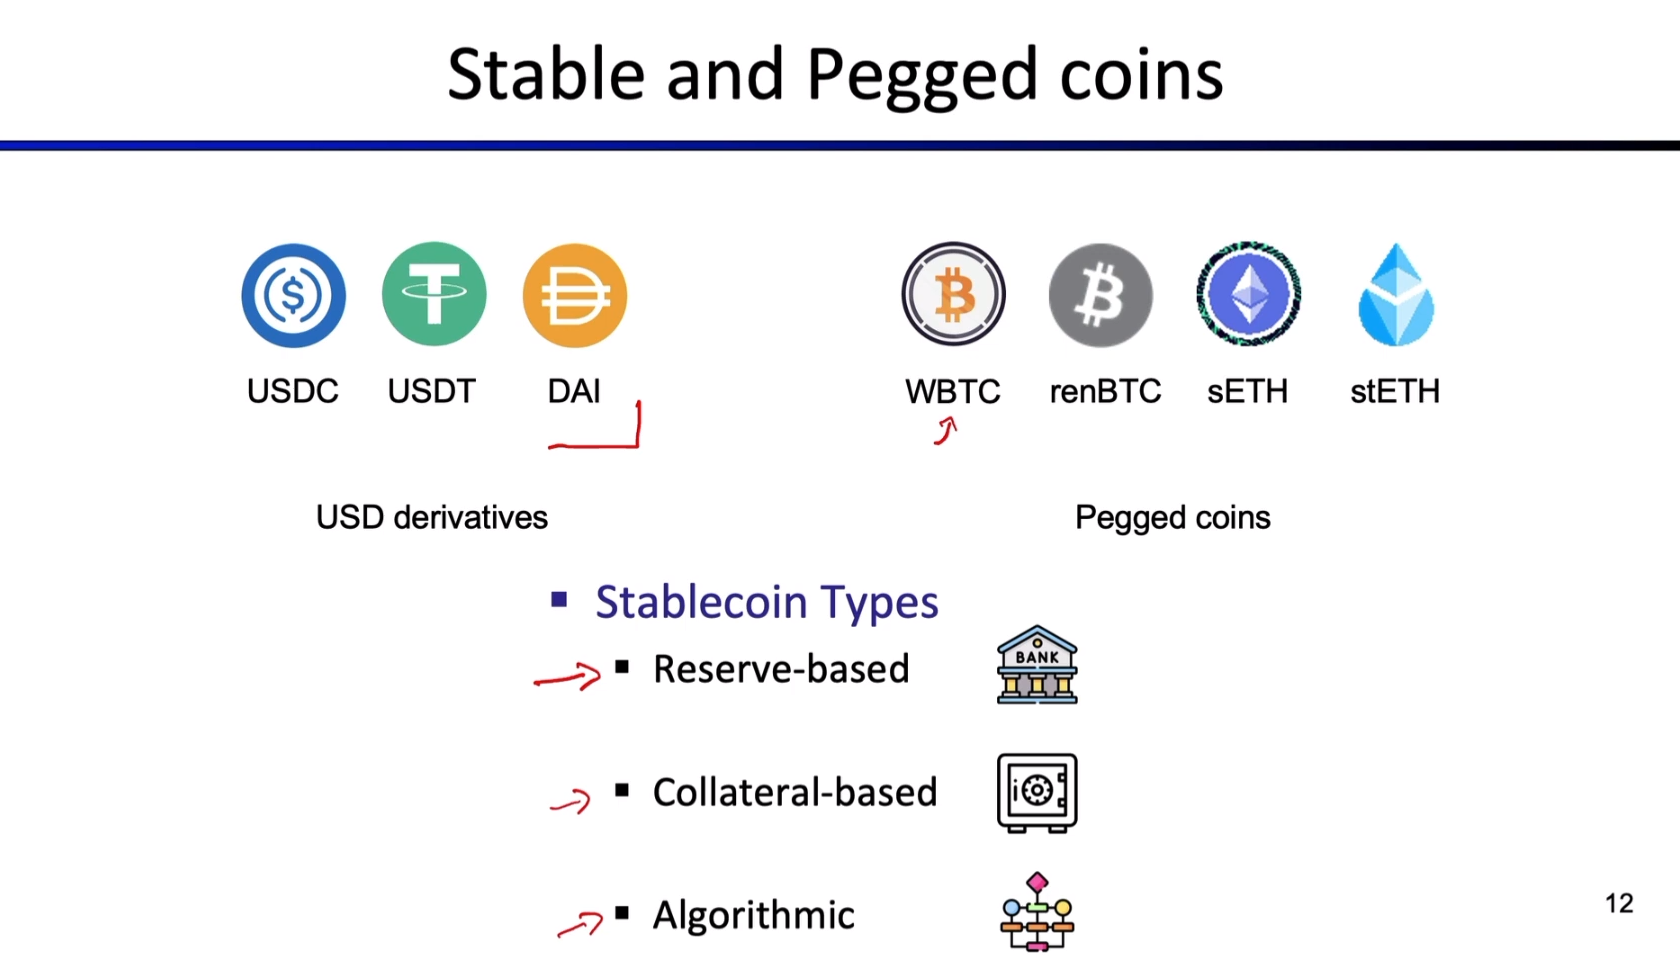 Stable and Pegged coins
USDC USDT DAI WBTC renBTC sETH stETH
USD derivatives Pegged coins
Stablecoin Types
Reserve-based
BANK
Collateral-based
Algorithmic
12